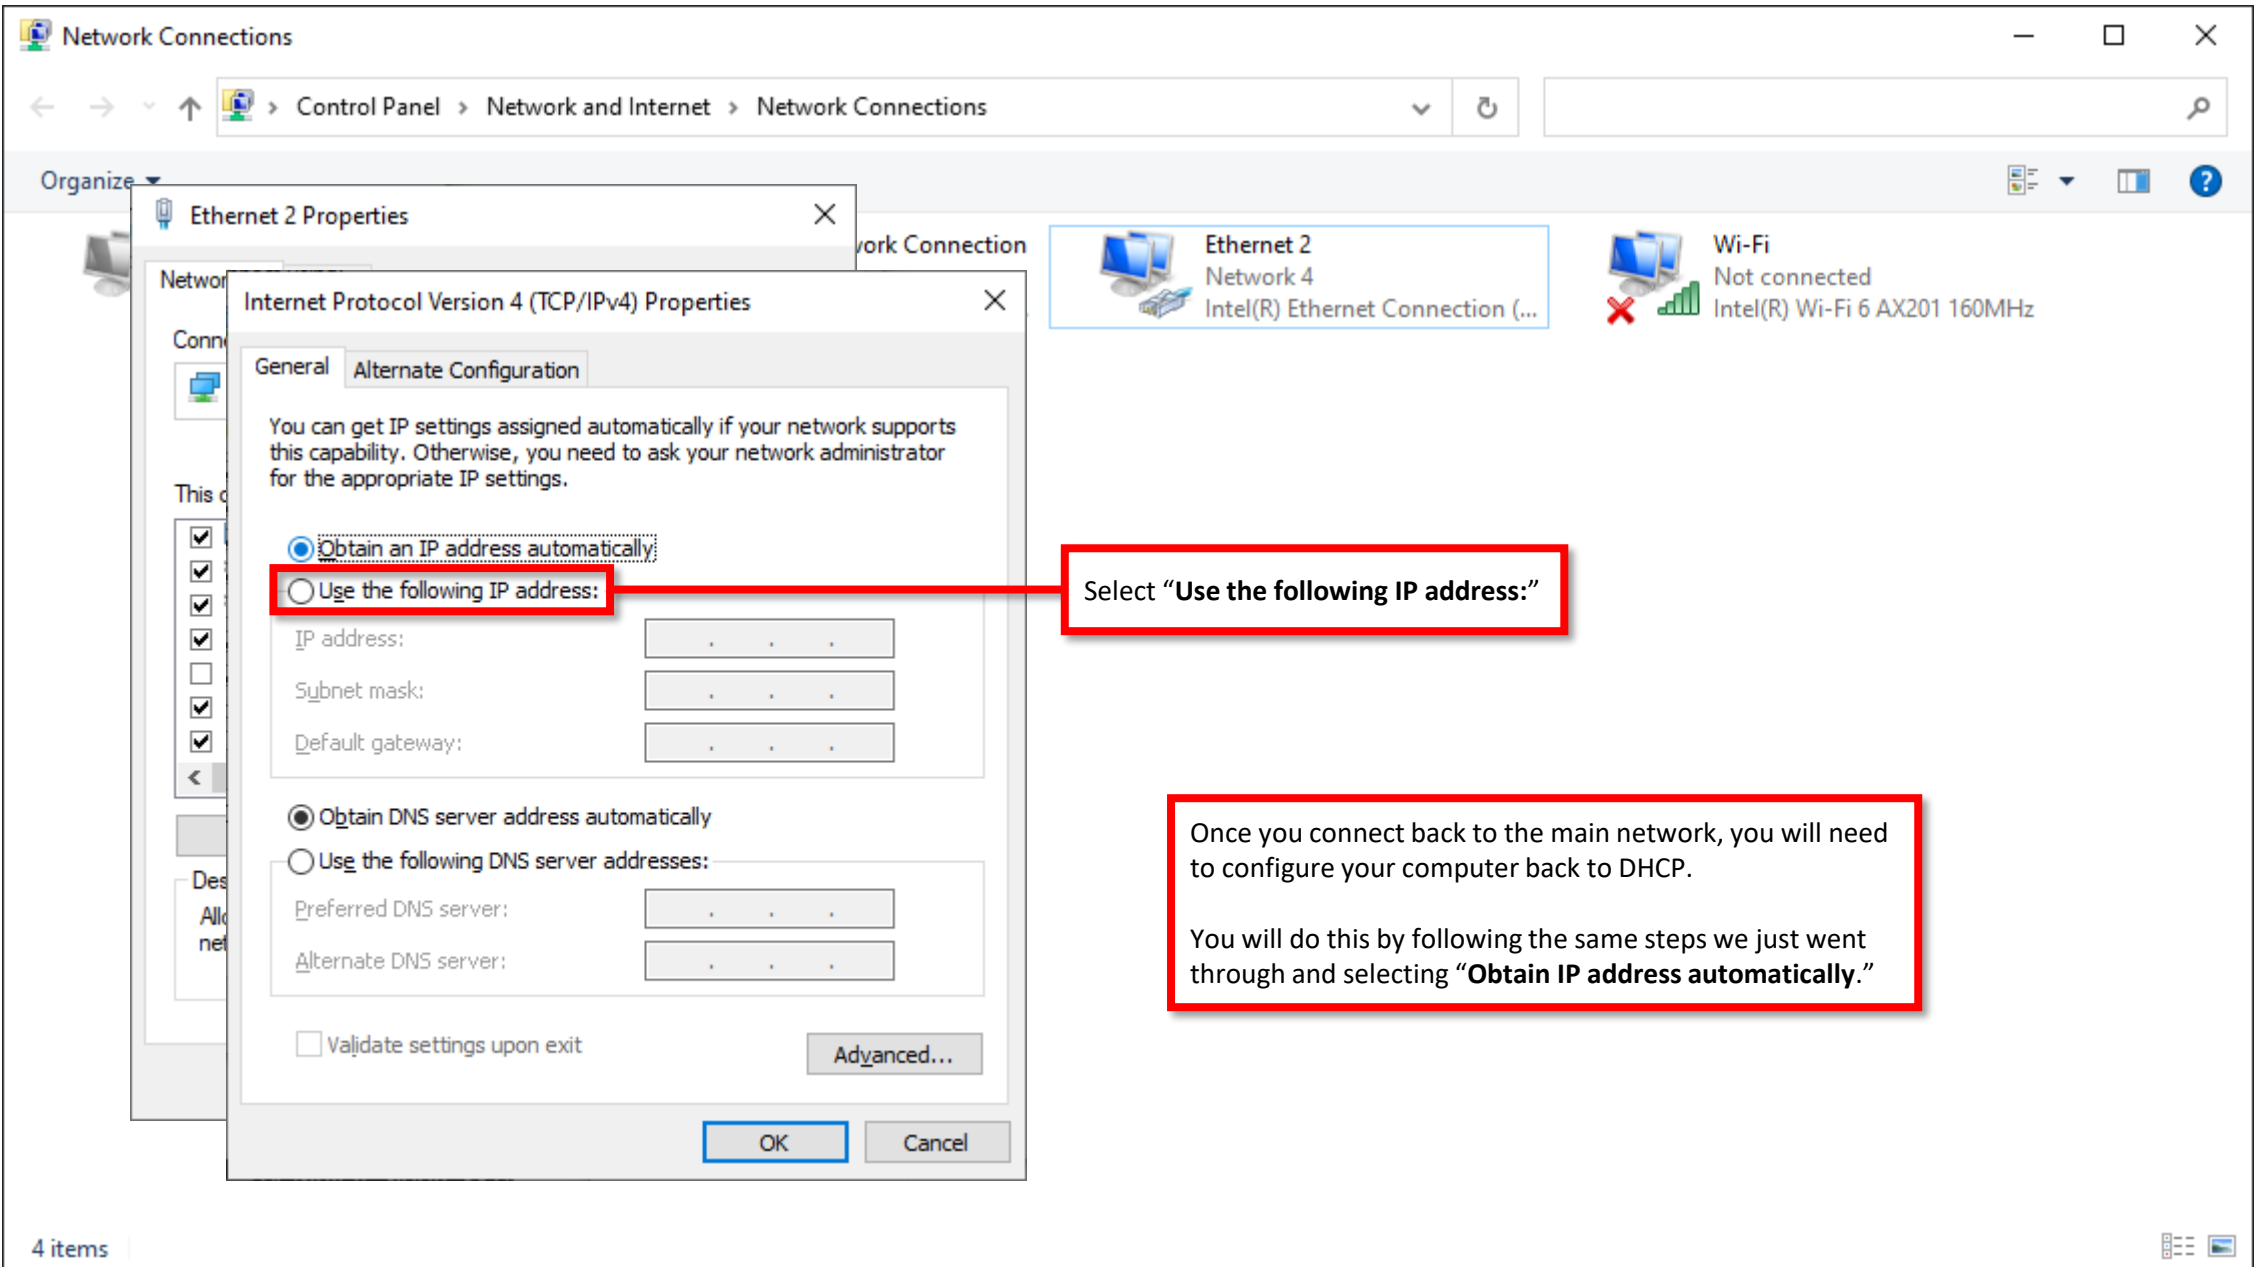 Network Connections
Control Panel > Network and Internet > Network Connections
Organize
Ethernet 2 Properties
Connection
Ethernet 2
Network 4
Intel(R) Ethernet Connection (...
Wi-Fi
Not connected
Intel(R) Wi-Fi 6 AX201 160MHz
Internet Protocol Version 4 (TCP/IPv4) Properties
General
Alternate Configuration
This
You can get IP settings assigned automatically if your network supports
this capability. Otherwise, you need to ask your network administrator
for the appropriate IP settings.
Obtain an IP address automatically
Use the following IP address:
Select “Use the following IP address:”
IP address:
Subnet mask:
Default gateway:
Obtain DNS server address automatically
Use the following DNS server addresses:
Preferred DNS server:
Alternate DNS server:
Once you connect back to the main network, you will need
to configure your computer back to DHCP.
You will do this by following the same steps we just went
through and selecting “Obtain IP address automatically.”
Validate settings upon exit
Advanced...
OK
Cancel
4 items